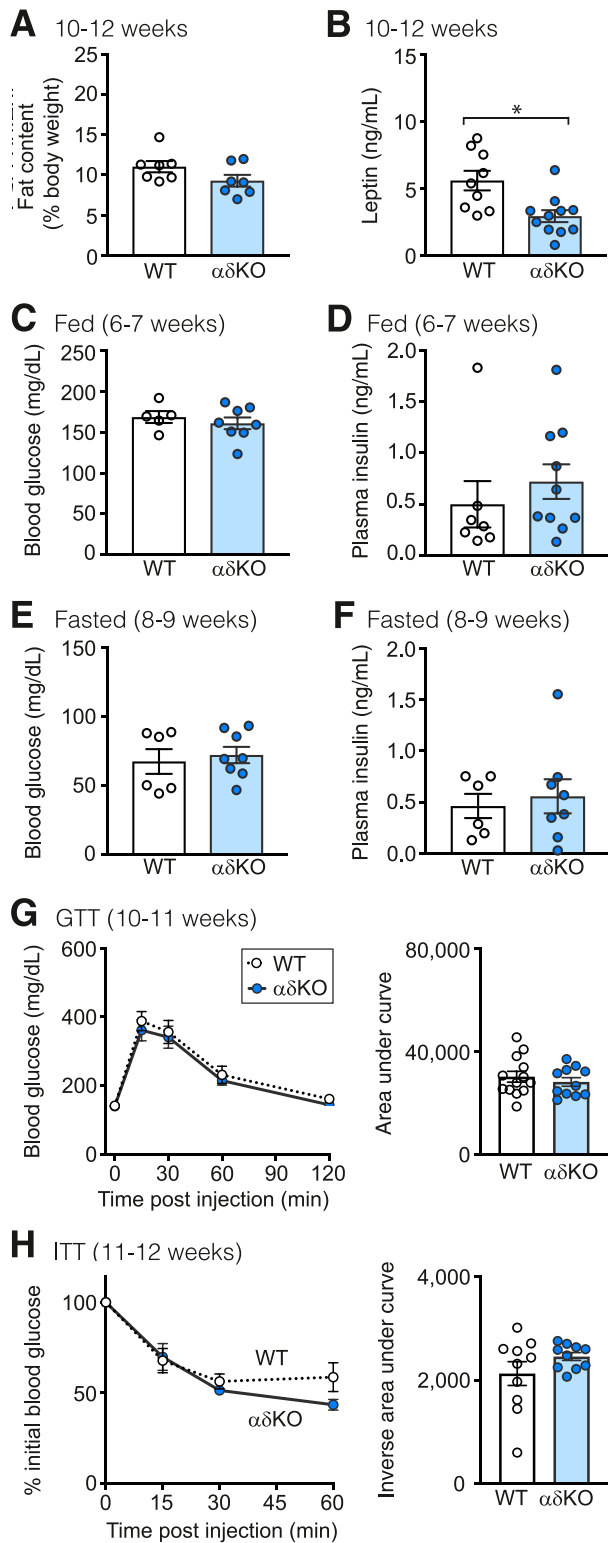 A 10-12 weeks
Fat content
(% body weight)
25
20
15
10
5
0
WT
αδKO
B 10-12 weeks
Leptin (ng/mL)
15
10
5
0
*
WT
αδKO
C Fed (6-7 weeks)
Blood glucose (mg/dL)
250
200
150
100
50
0
WT
αδKO
D Fed (6-7 weeks)
Plasma insulin (ng/mL)
2.0
1.5
1.0
0.5
0.0
WT
αδKO
E Fasted (8-9 weeks)
Blood glucose (mg/dL)
150
100
50
0
WT
αδKO
F Fasted (8-9 weeks)
Plasma insulin (ng/mL)
2.0
1.5
1.0
0.5
0.0
WT
αδKO
G GTT (10-11 weeks)
Blood glucose (mg/dL)
600
400
200
0
WT
αδKO
0 30 60 90 120
Time post injection (min)
Area under curve
80,000
40,000
0
WT
αδKO
H ITT (11-12 weeks)
% initial blood glucose
100
50
0
WT
αδKO
0 15 30 45 60
Time post injection (min)
Inverse area under curve
4,000
2,000
0
WT
αδKO